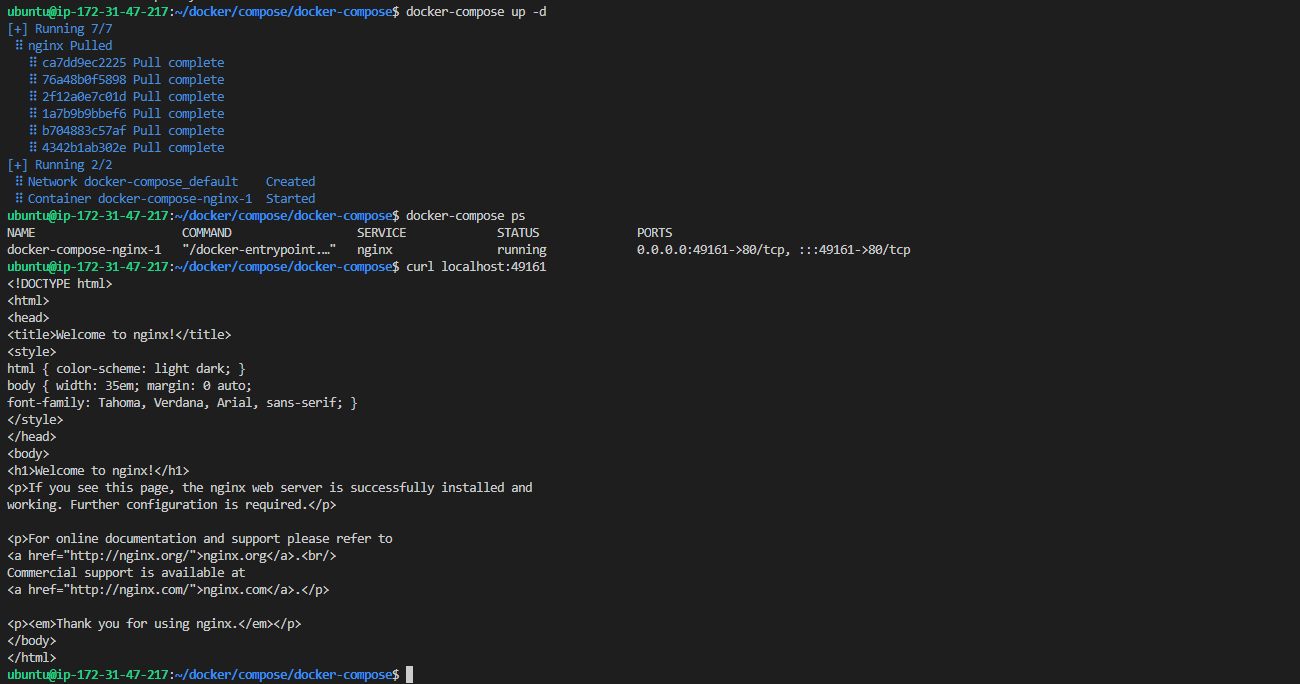 ubuntu@ip-172-31-47-217:~/docker/compose/docker-compose$ docker-compose up -d
[+] Running 7/7
⠿ nginx Pulled
⠿ ca7dd9ec2225 Pull complete
⠿ 76a48b0f5898 Pull complete
⠿ 2f12a0e7c01d Pull complete
⠿ 1a7b9b9bbef6 Pull complete
⠿ b704883c57af Pull complete
⠿ 4342b1ab302e Pull complete
[+] Running 2/2
⠿ Network docker-compose_default    Created
⠿ Container docker-compose-nginx-1  Started
ubuntu@ip-172-31-47-217:~/docker/compose/docker-compose$ docker-compose ps
NAME                     COMMAND                  SERVICE             STATUS              PORTS
docker-compose-nginx-1   "/docker-entrypoint.…"   nginx               running             0.0.0.0:49161->80/tcp, :::49161->80/tcp
ubuntu@ip-172-31-47-217:~/docker/compose/docker-compose$ curl localhost:49161
<!DOCTYPE html>
<html>
<head>
<title>Welcome to nginx!</title>
<style>
html { color-scheme: light dark; }
body { width: 35em; margin: 0 auto;
font-family: Tahoma, Verdana, Arial, sans-serif; }
</style>
</head>
<body>
<h1>Welcome to nginx!</h1>
<p>If you see this page, the nginx web server is successfully installed and
working. Further configuration is required.</p>

<p>For online documentation and support please refer to
<a href="http://nginx.org/">nginx.org</a>.<br/>
Commercial support is available at
<a href="http://nginx.com/">nginx.com</a>.</p>

<p><em>Thank you for using nginx.</em></p>
</body>
</html>
ubuntu@ip-172-31-47-217:~/docker/compose/docker-compose$